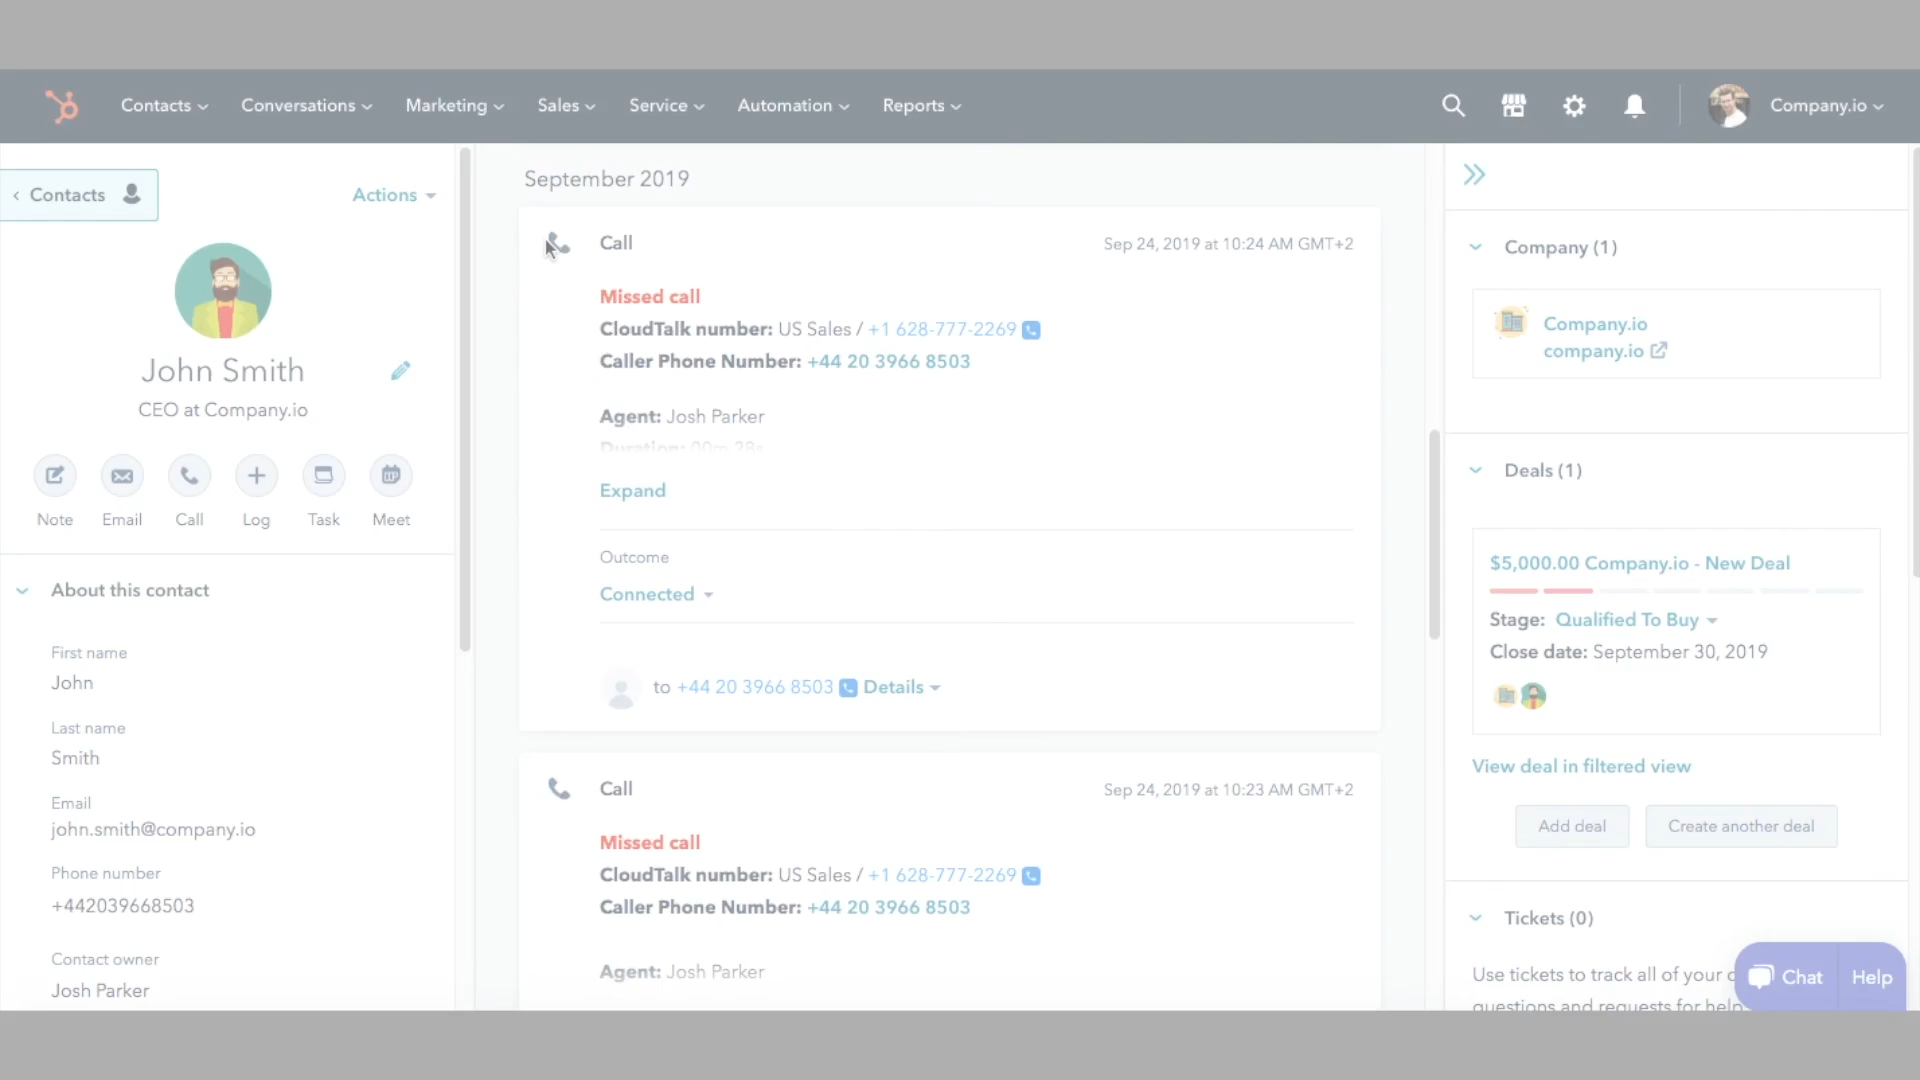 Contacts
Conversations
Marketing
Sales
Service
Automation
Reports
Company.io
Contacts
Actions
John Smith
CEO at Company.io
Note
Email
Call
Log
Task
Meet
About this contact
First name
John
Last name
Smith
Email
john.smith@company.io
Phone number
+442039668503
Contact owner
Josh Parker
September 2019
Call
Sep 24, 2019 at 10:24 AM GMT+2
Missed call
CloudTalk number: US Sales / +1 628-777-2269
Caller Phone Number: +44 20 3966 8503
Agent: Josh Parker
Duration: 00m 28s
Expand
Outcome
Connected
to +44 20 3966 8503 Details
Call
Sep 24, 2019 at 10:23 AM GMT+2
Missed call
CloudTalk number: US Sales / +1 628-777-2269
Caller Phone Number: +44 20 3966 8503
Agent: Josh Parker
Company (1)
Company.io
company.io
Deals (1)
$5,000.00 Company.io - New Deal
Stage: Qualified To Buy
Close date: September 30, 2019
View deal in filtered view
Add deal
Create another deal
Tickets (0)
Use tickets to track all of your
questions and requests for help
Chat
Help